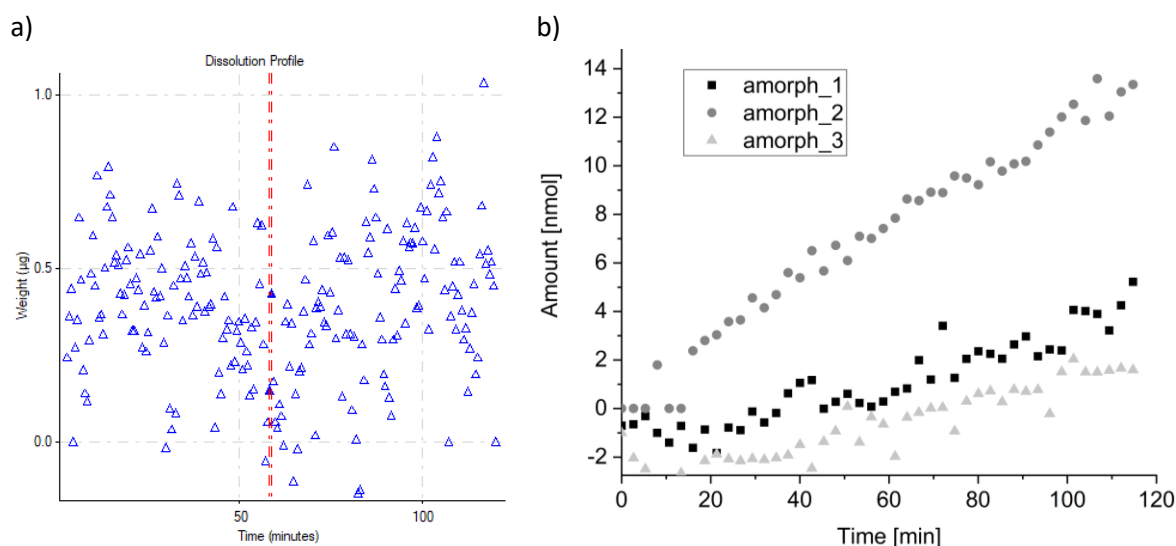 a)
Dissolution Profile
1.0
0.5
0.0
Weight (µg)
50 100
Time (minutes)
b)
14
12
10
8
6
4
2
0
-2
Amount [nmol]
amorph_1
amorph_2
amorph_3
0 20 40 60 80 100 120
Time [min]